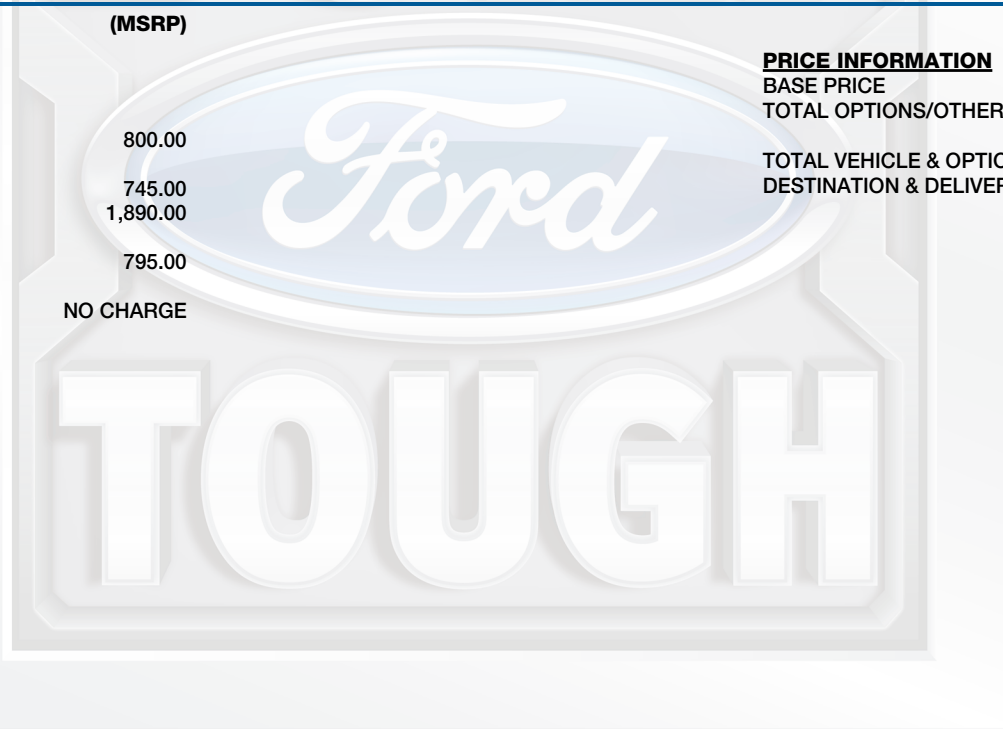 (MSRP)
800.00
745.00
1,890.00
795.00
NO CHARGE
PRICE INFORMATION
BASE PRICE
TOTAL OPTIONS/OTHER
TOTAL VEHICLE & OPTIO
DESTINATION & DELIVER
Ford
TOUGH